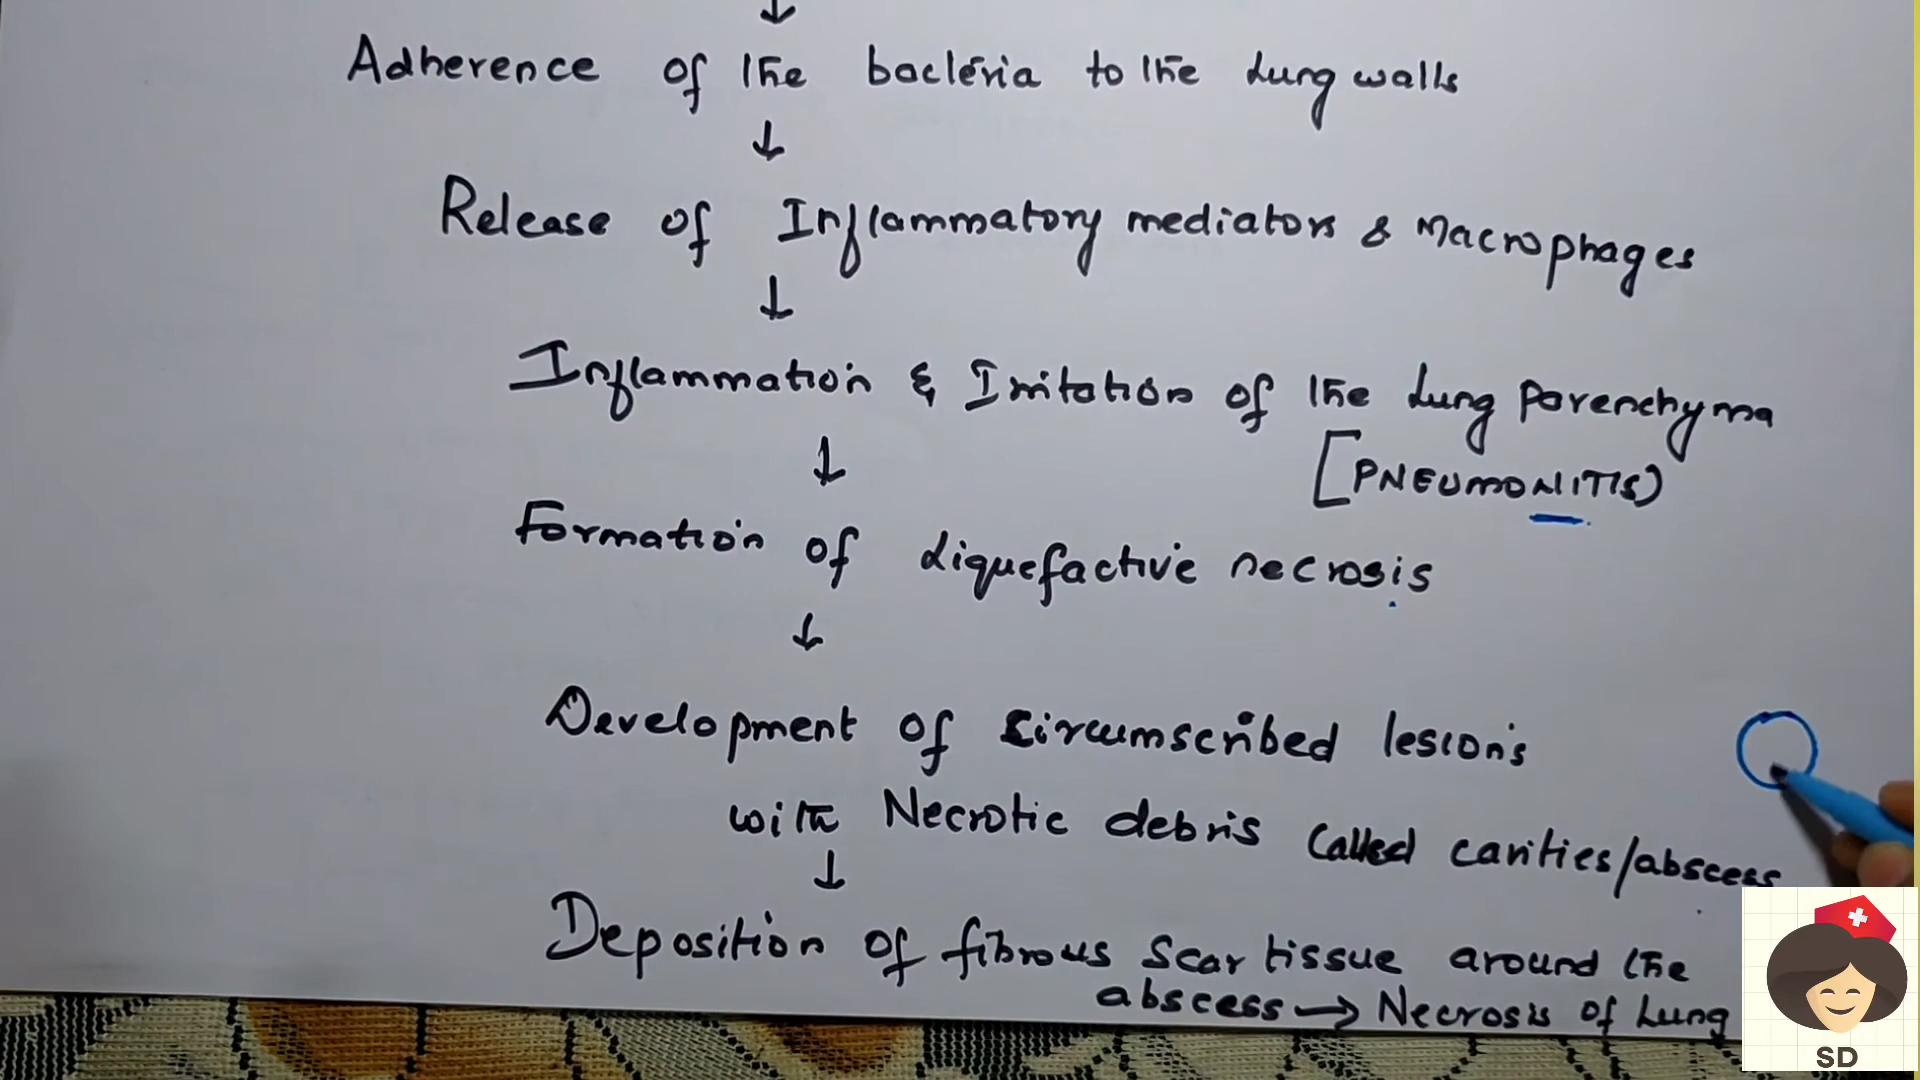 Adherence of the bacteria to the Lung walls
Release of Inflammatory mediators & Macrophages
Inflammation & Irritation of the Lung Parenchyma
[PNEUMONITIS)
Formation of Liquefactive necrosis
Development of Circumscribed lesions
with Necrotic debris Called cavities/abscess
Deposition of fibrous Scar tissue around the
abscess → Necrosis of Lung
SD